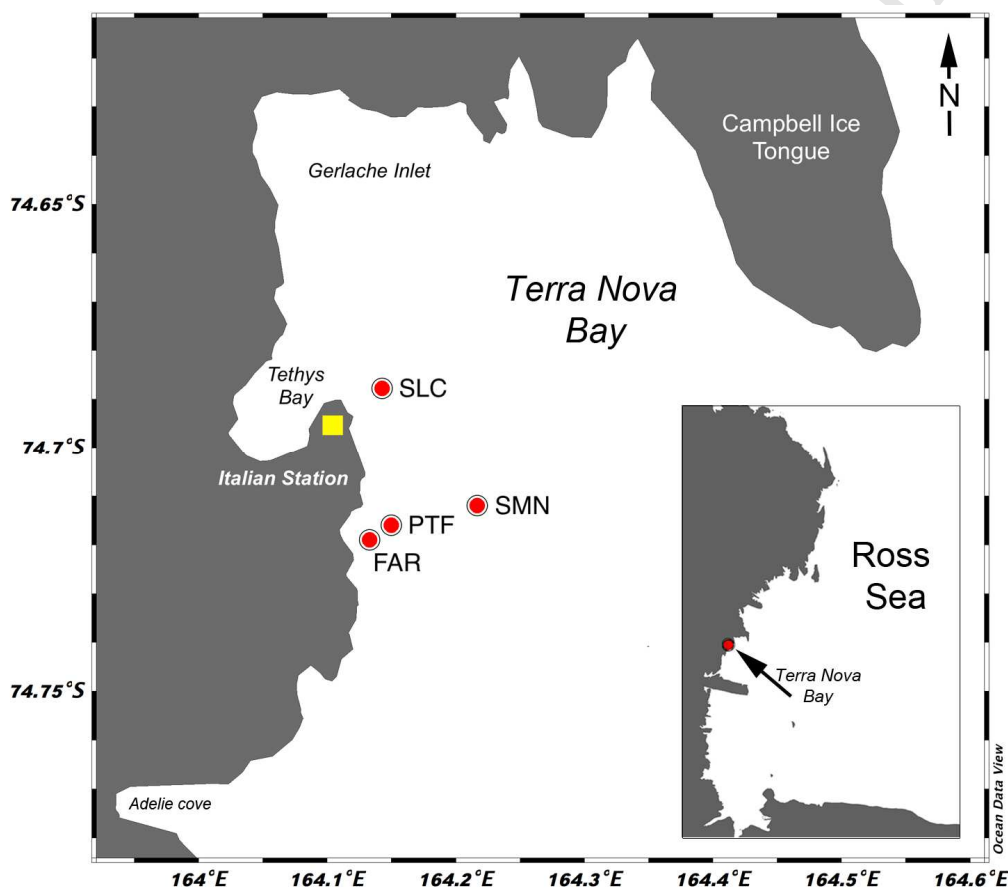 N
Campbell Ice
Tongue
Gerlache Inlet
74.65°S
Terra Nova
Bay
Tethys
Bay
SLC
74.7°S
Italian Station
SMN
PTF
FAR
Ross
Sea
Terra Nova
Bay
74.75°S
Adelie cove
Ocean Data View
164°E
164.1°E
164.2°E
164.3°E
164.4°E
164.5°E
164.6°E